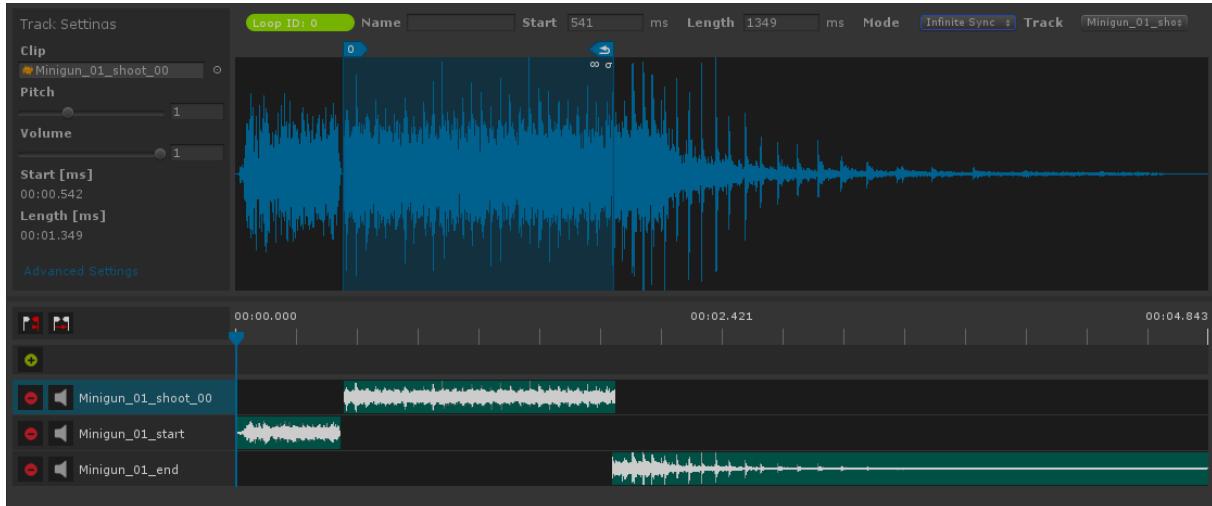 Track Settings
Loop ID: 0 Name Start 541 ms Length 1349 ms Mode Infinite Sync Track Minigun_01_sho
Clip
0
Minigun_01_shoot_00
∞
Pitch
1
Volume
1
Start [ms]
00:00.542
Length [ms]
00:01.349
Advanced Settings
00:00.000 00:02.421 00:04.843
Minigun_01_shoot_00
Minigun_01_start
Minigun_01_end